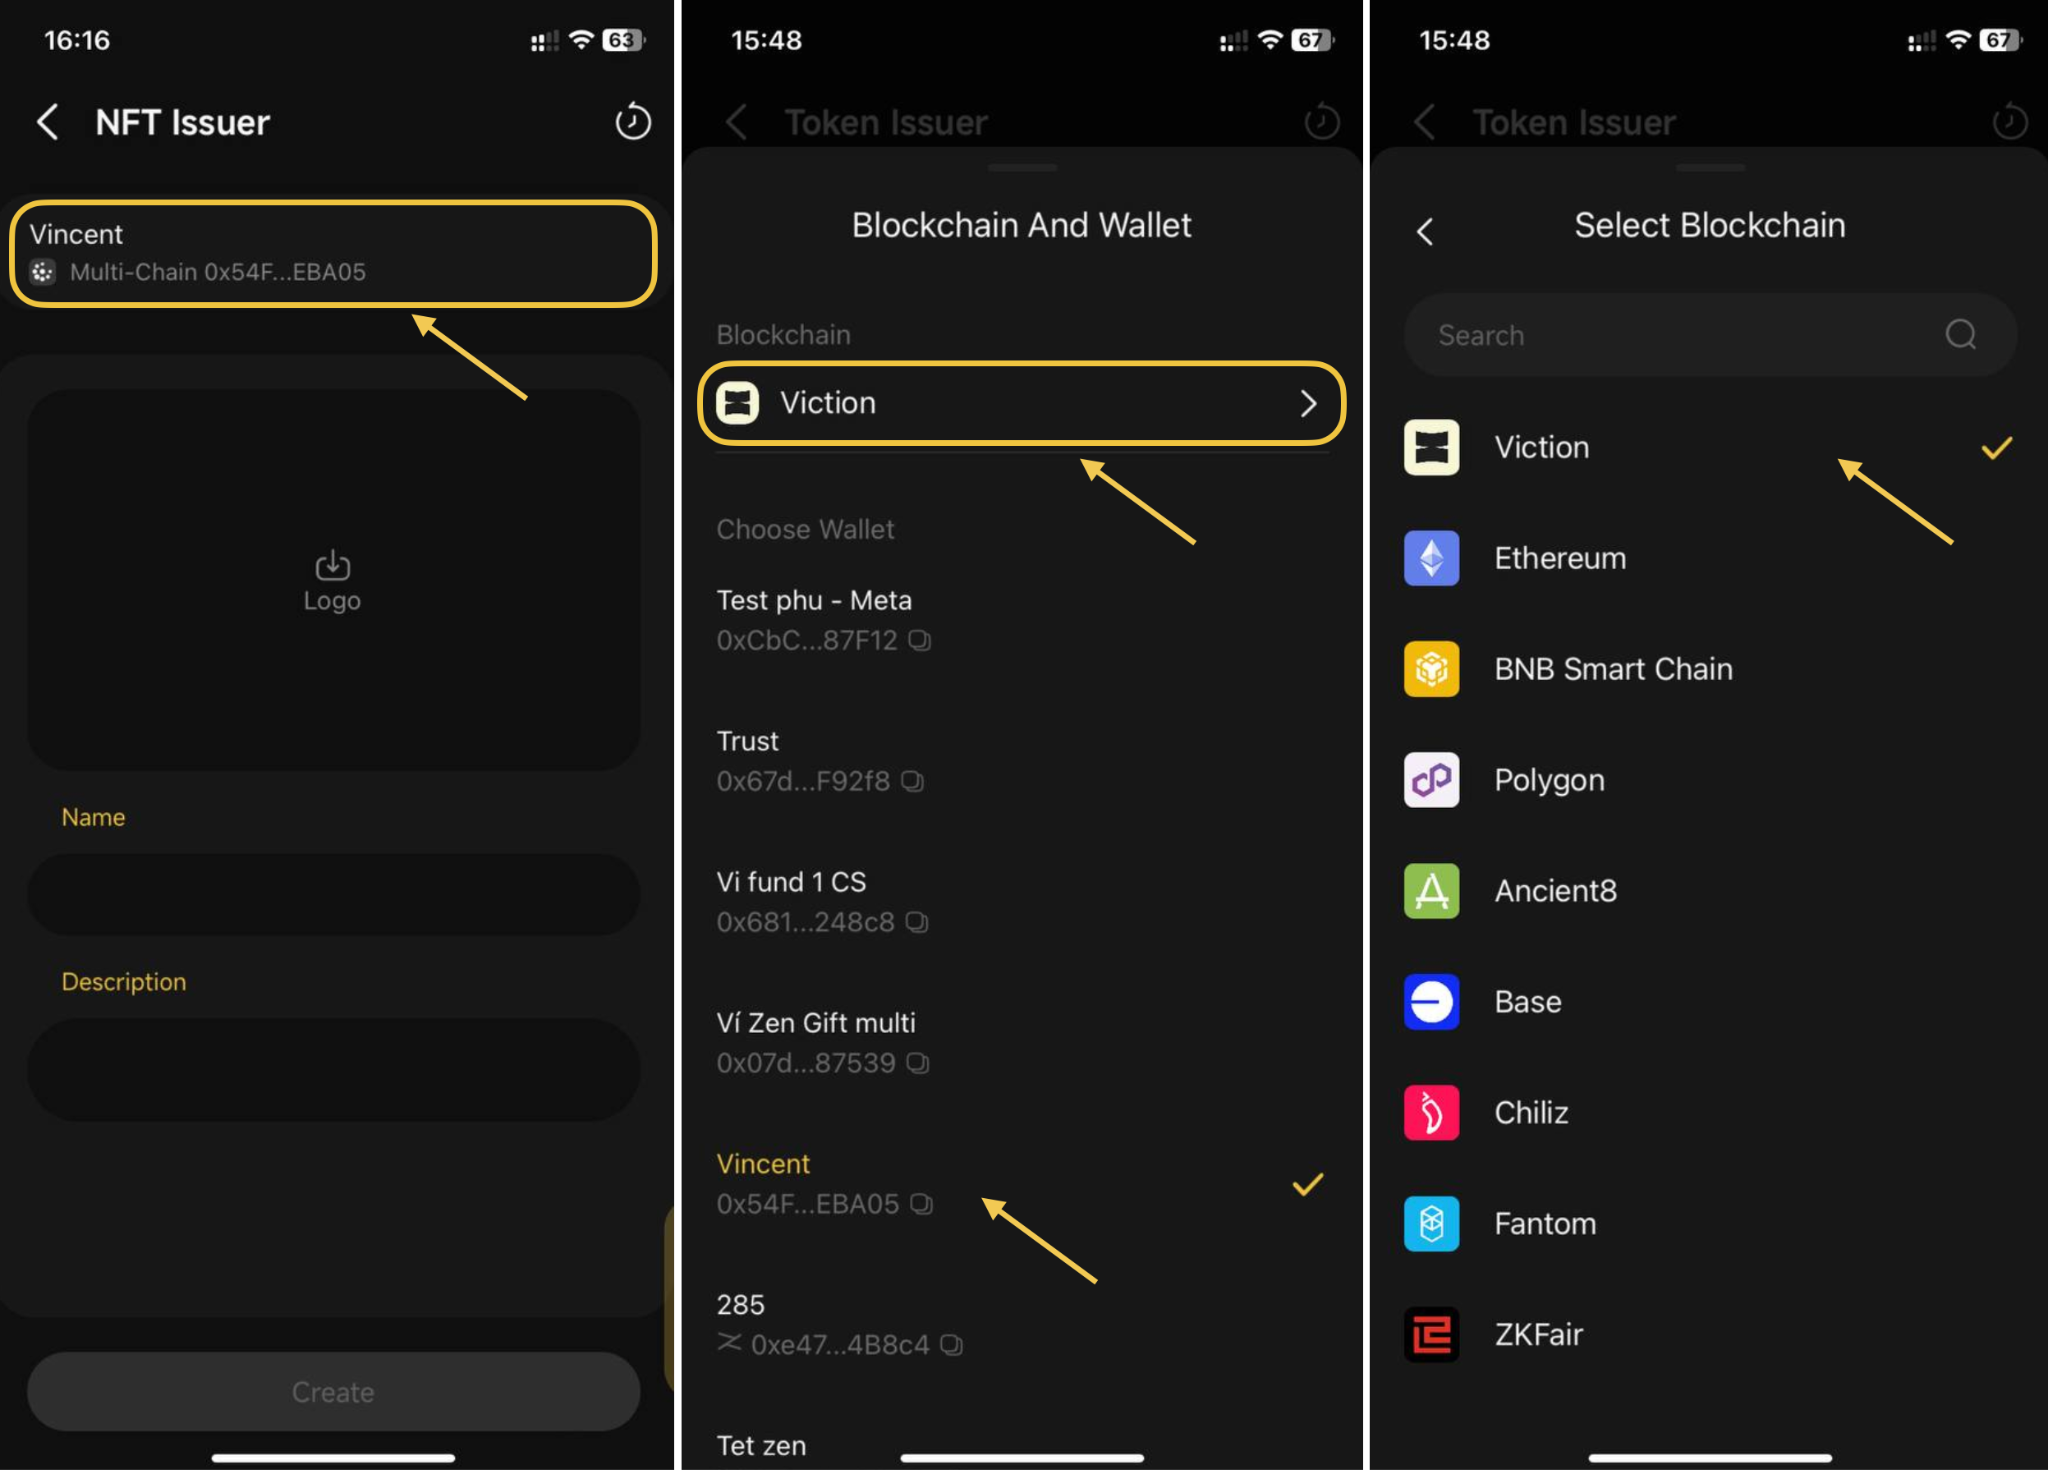 16:16
63
NFT Issuer
Vincent
Multi-Chain 0x54F...EBA05
Logo
Name
Description
Create
15:48
67
Token Issuer
Blockchain And Wallet
Blockchain
Viction
Choose Wallet
Test phu - Meta
0xCbC...87F12
Trust
0x67d...F92f8
Vi fund 1 CS
0x681...248c8
Ví Zen Gift multi
0x07d...87539
Vincent
0x54F...EBA05
285
0xe47...4B8c4
Tet zen
15:48
67
Token Issuer
Select Blockchain
Search
Viction
Ethereum
BNB Smart Chain
Polygon
Ancient8
Base
Chiliz
Fantom
ZKFair